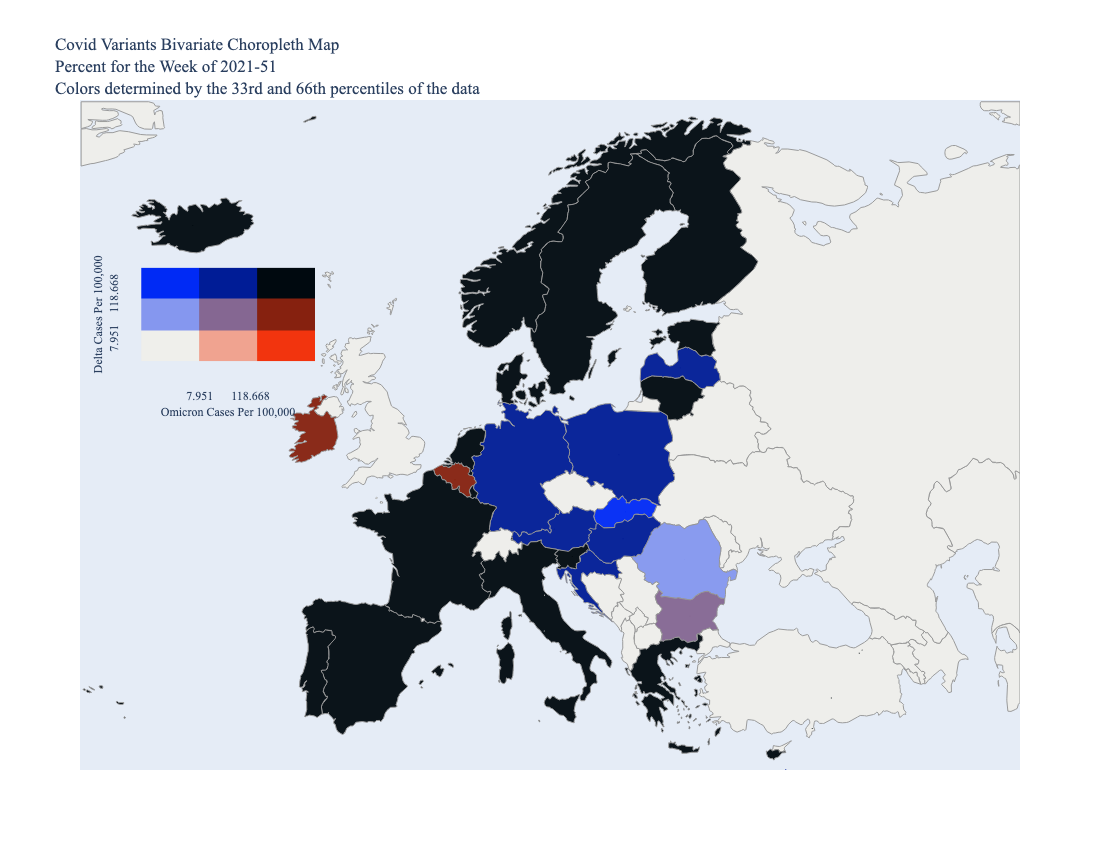 Covid Variants Bivariate Choropleth Map
Percent for the Week of 2021-51
Colors determined by the 33rd and 66th percentiles of the data
Delta Cases Per 100,000
7.951 118.668
7.951 118.668
Omicron Cases Per 100,000